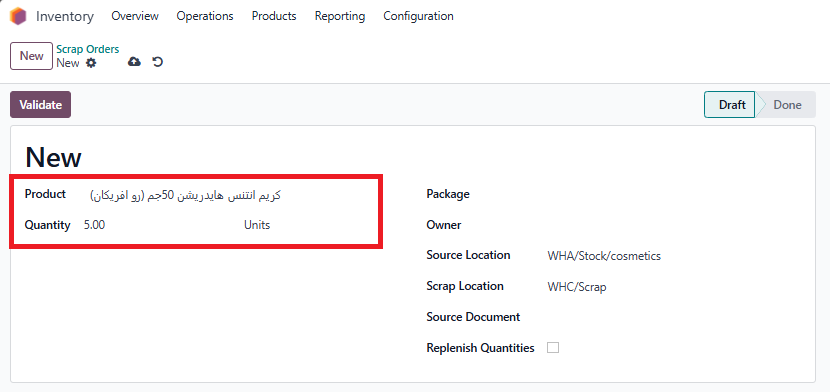 Inventory Overview Operations Products Reporting Configuration
New
Scrap Orders
New
Validate
Draft Done
New
Product كريم انتنس هايدريشن 50جم (رو افريكان)
Quantity 5.00 Units
Package
Owner
Source Location WHA/Stock/cosmetics
Scrap Location WHC/Scrap
Source Document
Replenish Quantities